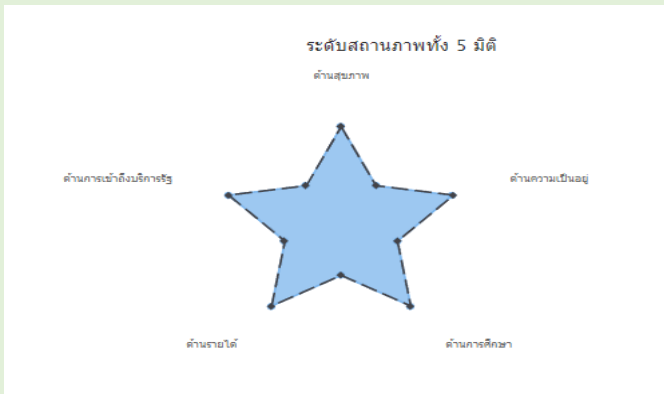 ระดับสถานภาพทั้ง 5 มิติ
ด้านสุขภาพ
ด้านการเข้าถึงบริการรัฐ
ด้านความเป็นอยู่
ด้านรายได้
ด้านการศึกษา